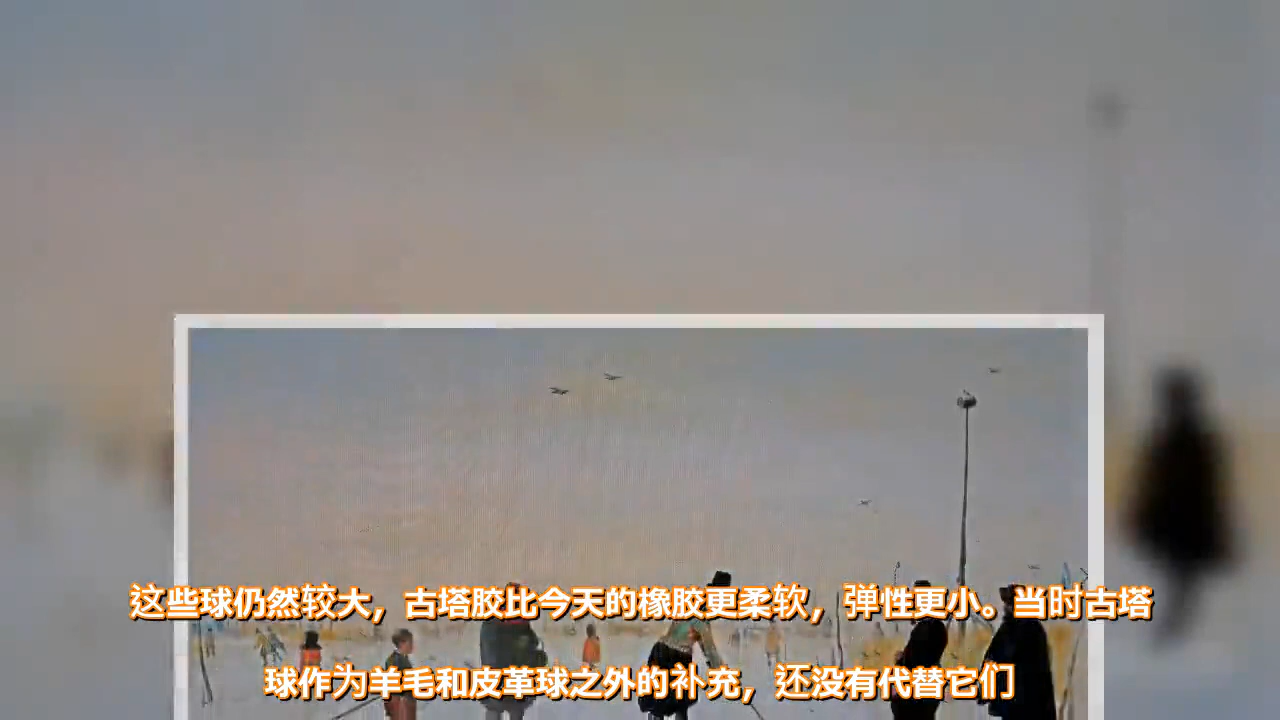 这些球仍然较大，古塔胶比今天的橡胶更柔软，弹性更小。当时古塔
球作为羊毛和皮革球之外的补充，还没有代替它们